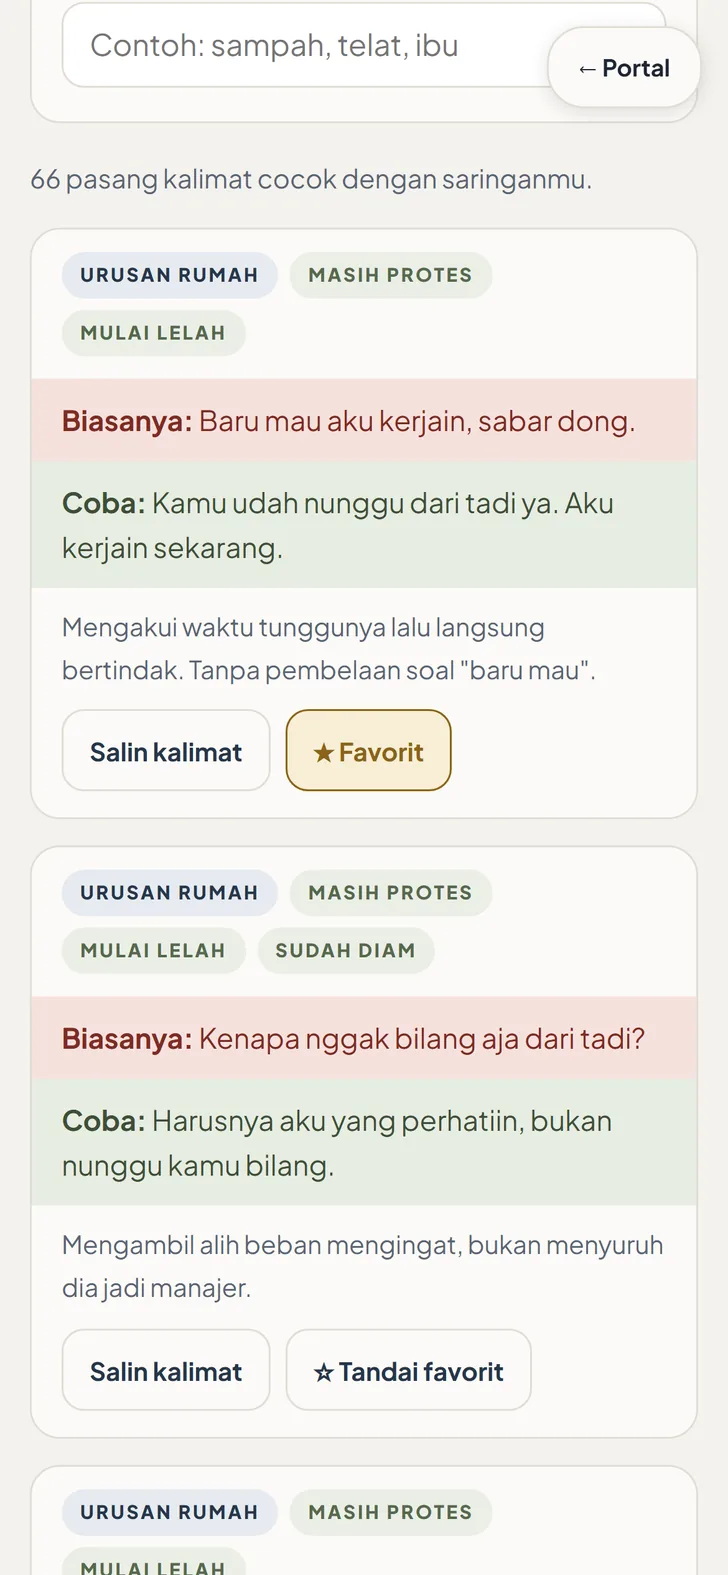 Contoh: sampah, telat, ibu
← Portal
66 pasang kalimat cocok dengan saringanmu.
URUSAN RUMAH MASIH PROTES
MULAI LELAH
Biasanya: Baru mau aku kerjain, sabar dong.
Coba: Kamu udah nunggu dari tadi ya. Aku
kerjain sekarang.
Mengakui waktu tunggunya lalu langsung
bertindak. Tanpa pembelaan soal "baru mau".
Salin kalimat ★ Favorit
URUSAN RUMAH MASIH PROTES
MULAI LELAH SUDAH DIAM
Biasanya: Kenapa nggak bilang aja dari tadi?
Coba: Harusnya aku yang perhatiin, bukan
nunggu kamu bilang.
Mengambil alih beban mengingat, bukan menyuruh
dia jadi manajer.
Salin kalimat ☆ Tandai favorit
URUSAN RUMAH MASIH PROTES
MULAI LELAH